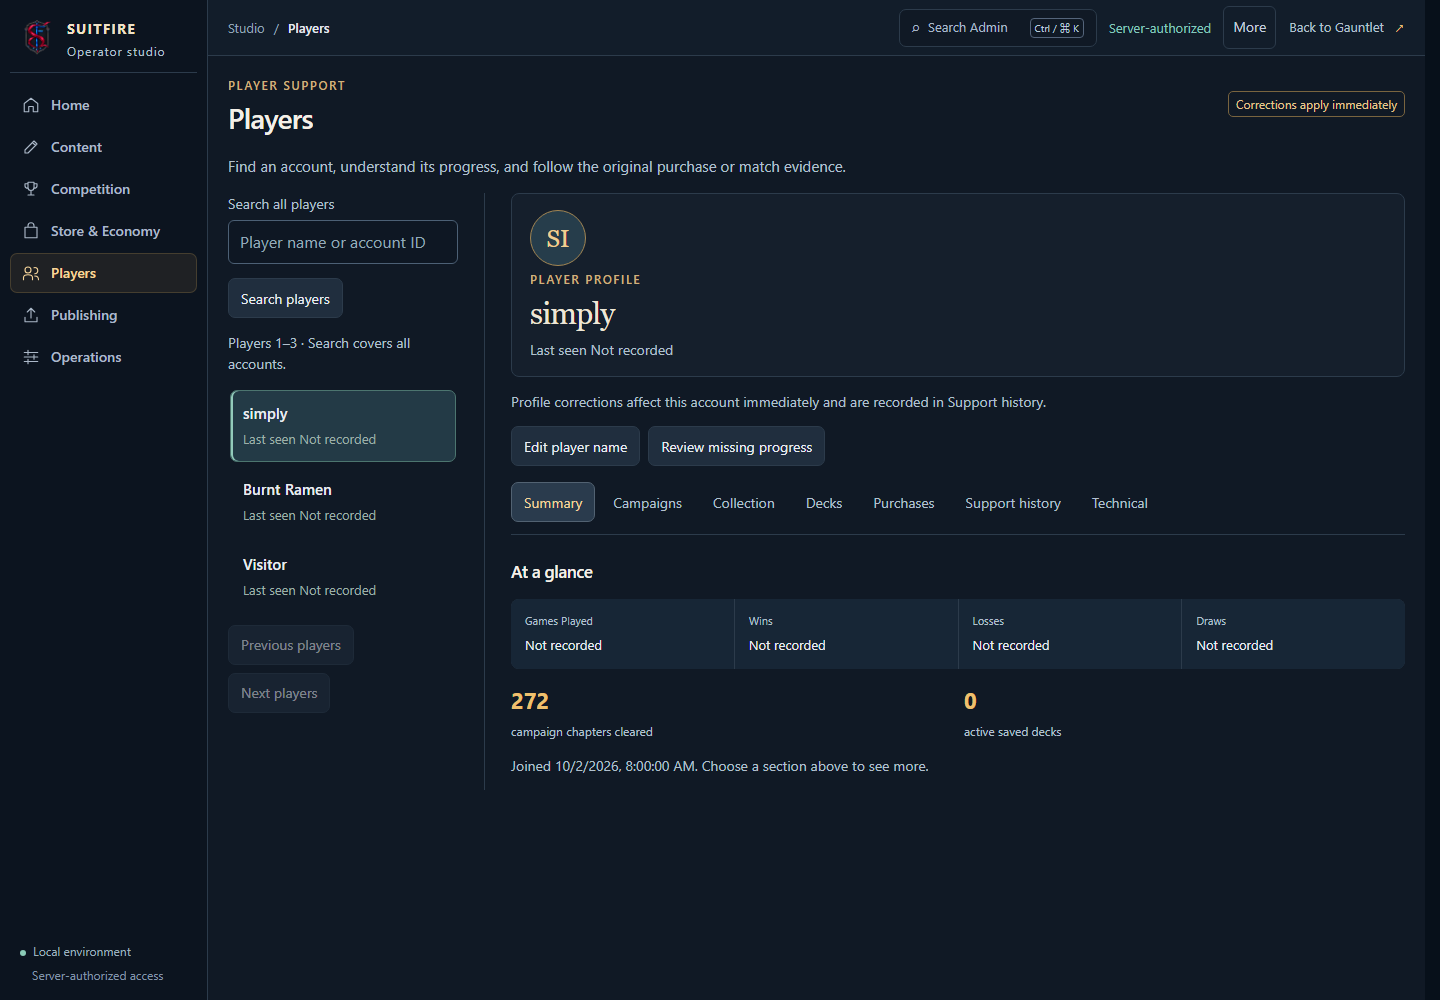 SUITFIRE
Operator studio
Home
Content
Competition
Store & Economy
Players
Publishing
Operations
Local environment
Server-authorized access
Studio / Players
Search Admin Ctrl / ⌘ K
Server-authorized
More
Back to Gauntlet ↗
PLAYER SUPPORT
Players
Corrections apply immediately
Find an account, understand its progress, and follow the original purchase or match evidence.
Search all players
Player name or account ID
Search players
Players 1–3 · Search covers all
accounts.
simply
Last seen Not recorded
Burnt Ramen
Last seen Not recorded
Visitor
Last seen Not recorded
Previous players
Next players
SI
PLAYER PROFILE
simply
Last seen Not recorded
Profile corrections affect this account immediately and are recorded in Support history.
Edit player name
Review missing progress
Summary
Campaigns
Collection
Decks
Purchases
Support history
Technical
At a glance
Games Played
Not recorded
Wins
Not recorded
Losses
Not recorded
Draws
Not recorded
272
campaign chapters cleared
0
active saved decks
Joined 10/2/2026, 8:00:00 AM. Choose a section above to see more.